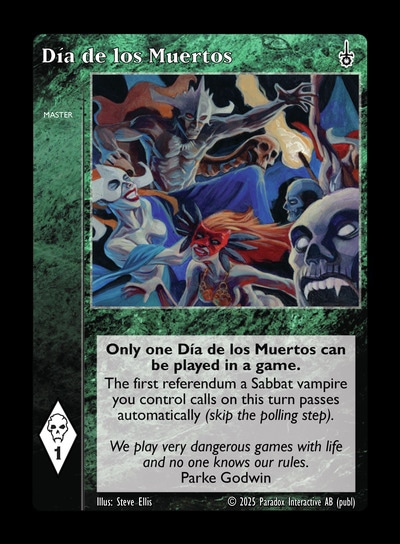 Día de los Muertos
MASTER
Only one Día de los Muertos can
be played in a game.
The first referendum a Sabbat vampire
you control calls on this turn passes
automatically (skip the polling step).
We play very dangerous games with life
and no one knows our rules.
Parke Godwin
1
Illus: Steve Ellis
© 2025 Paradox Interactive AB (publ)